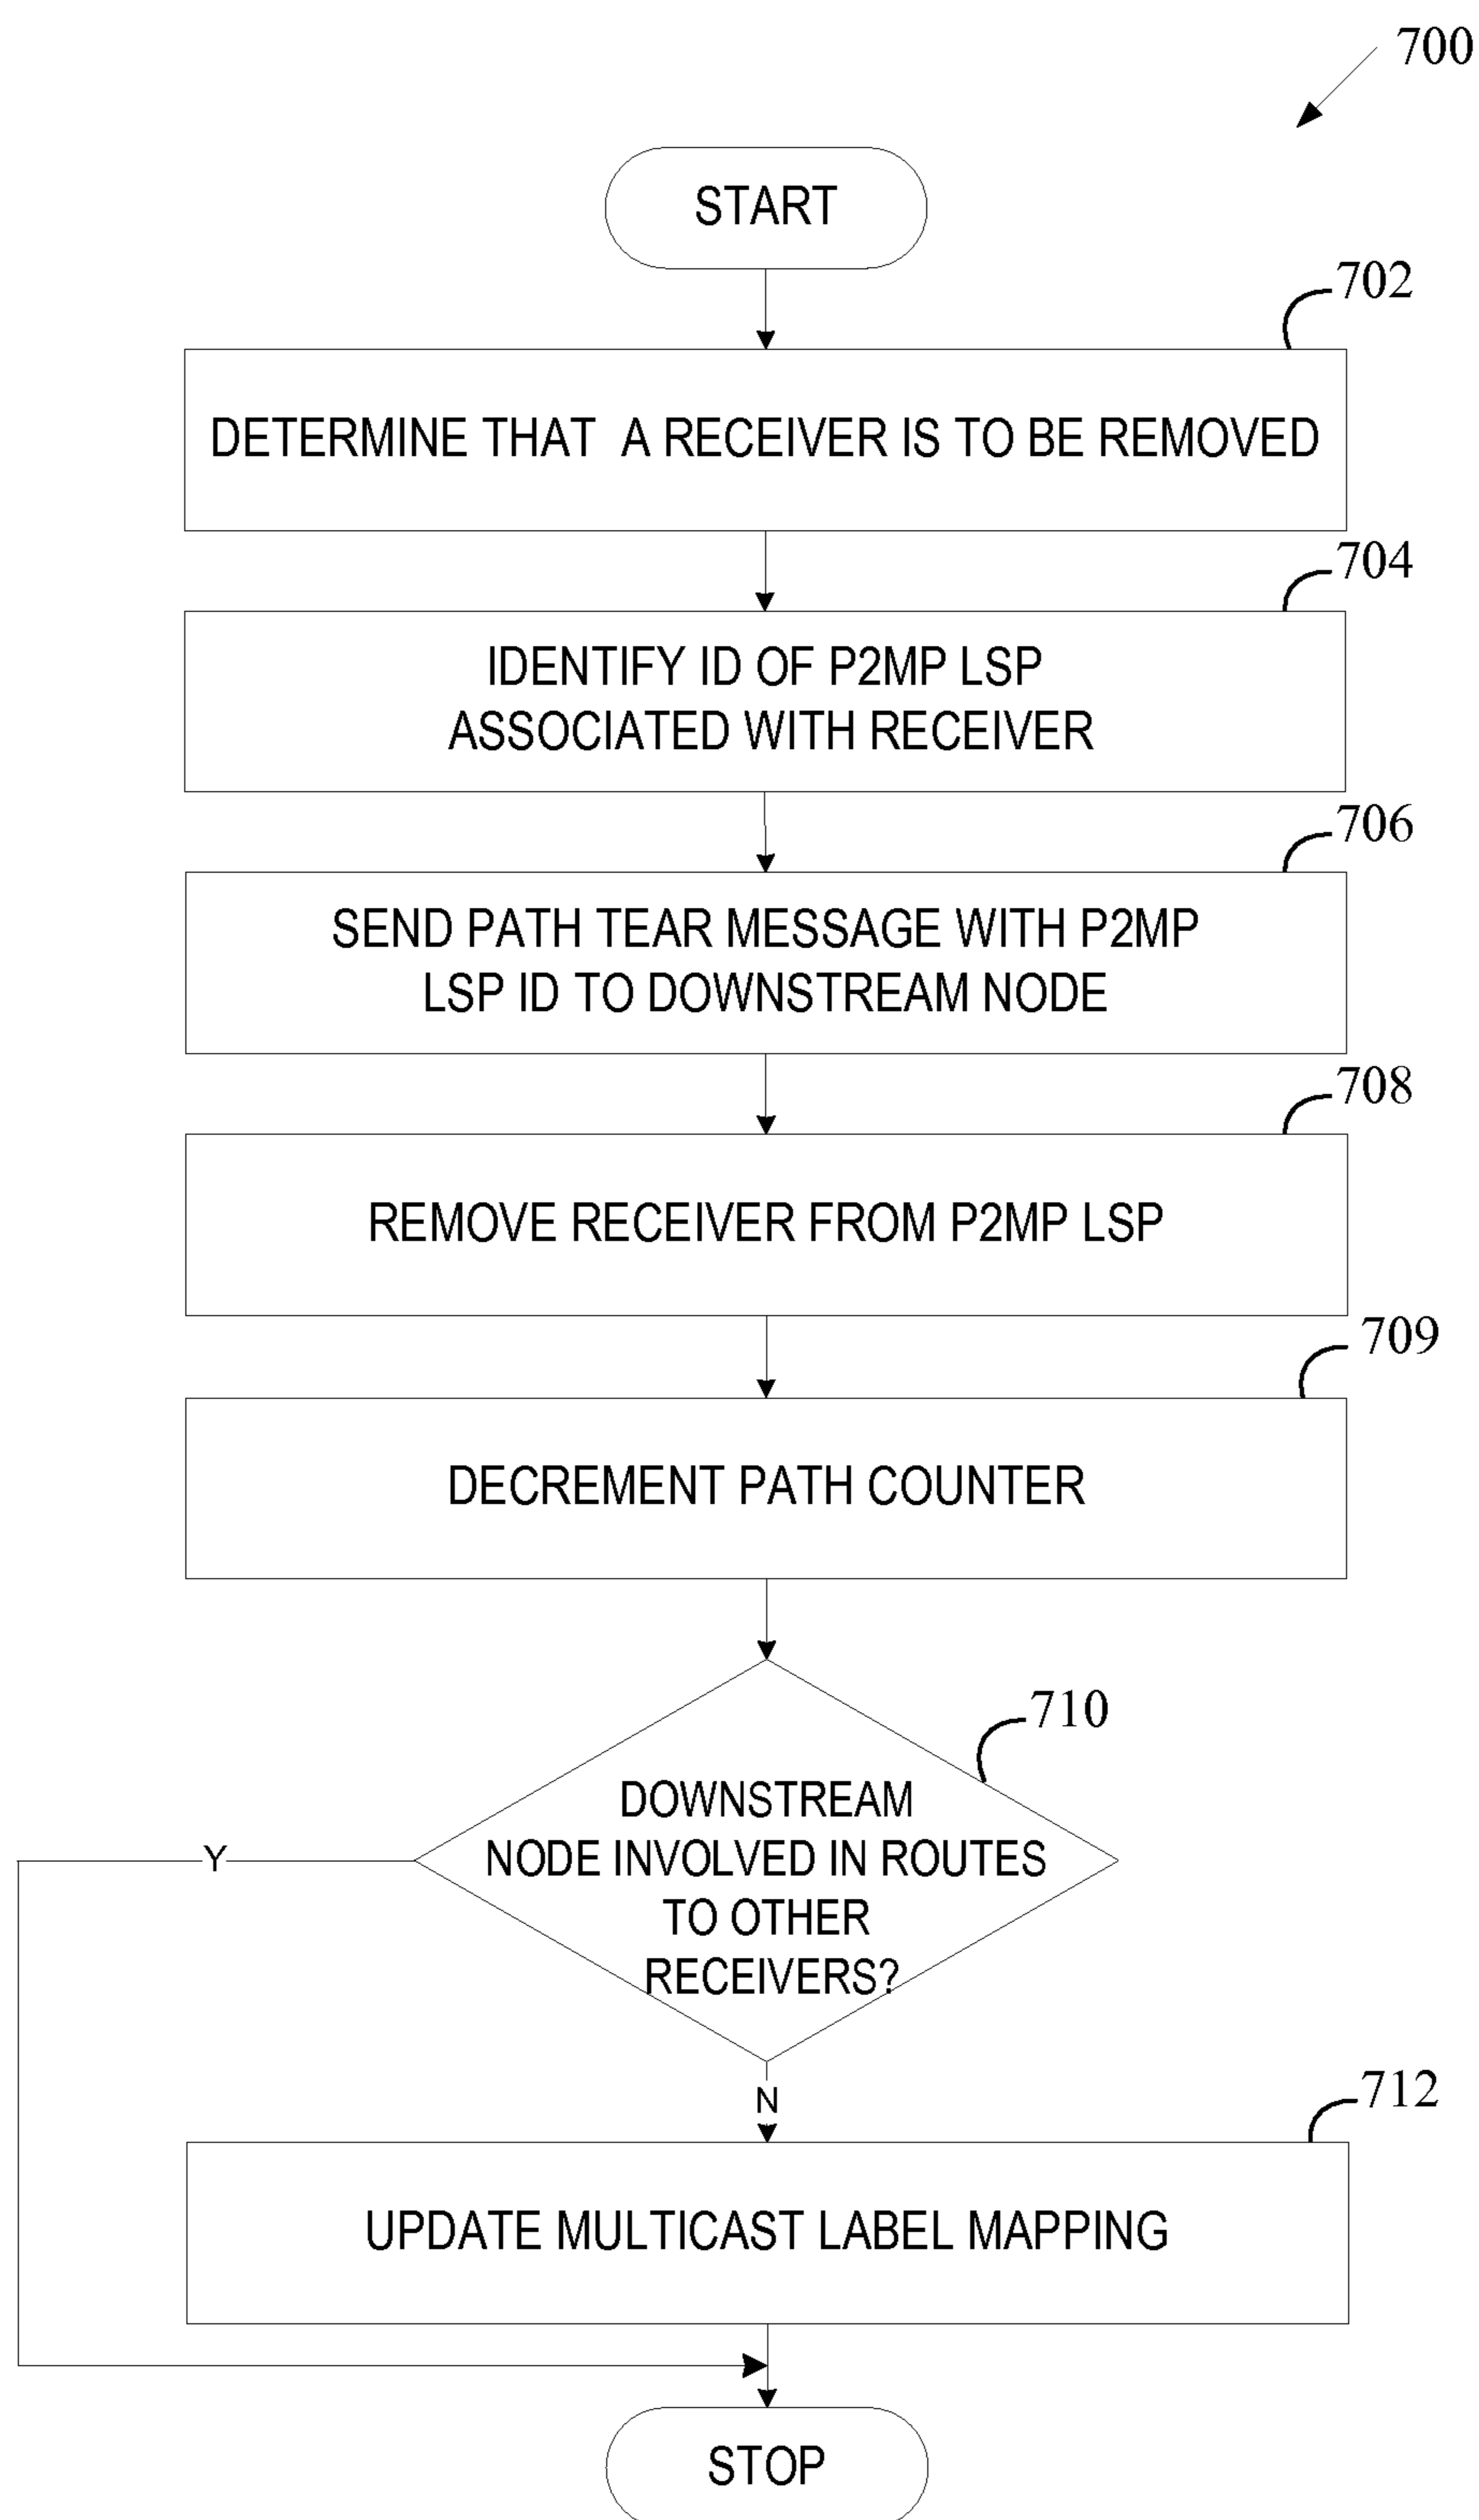 700
START
702
DETERMINE THAT A RECEIVER IS TO BE REMOVED
704
IDENTIFY ID OF P2MP LSP
ASSOCIATED WITH RECEIVER
706
SEND PATH TEAR MESSAGE WITH P2MP
LSP ID TO DOWNSTREAM NODE
708
REMOVE RECEIVER FROM P2MP LSP
709
DECREMENT PATH COUNTER
710
DOWNSTREAM
NODE INVOLVED IN ROUTES
TO OTHER
RECEIVERS?
Y
N
712
UPDATE MULTICAST LABEL MAPPING
STOP